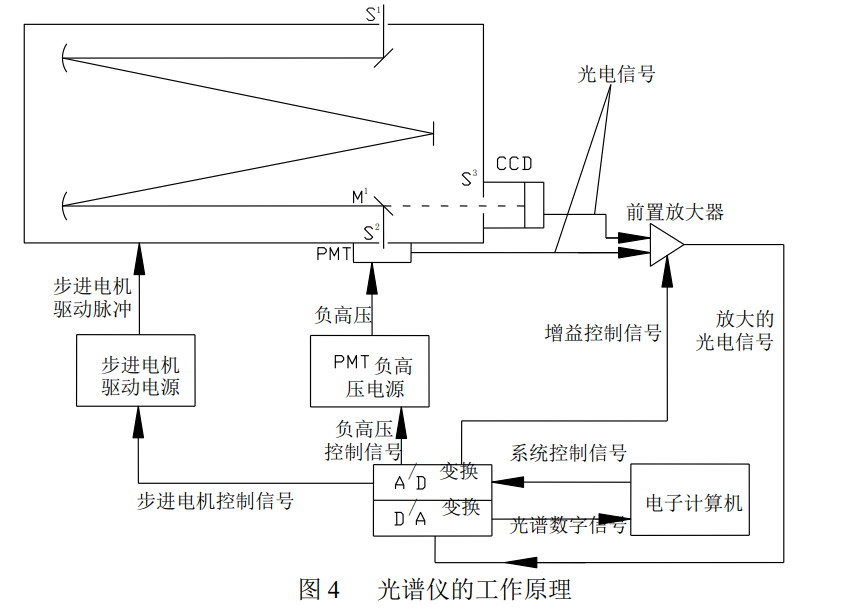 S1
光电信号
CCD
S3
M1
前置放大器
S2
PMT
步进电机
驱动脉冲
负高压
增益控制信号
放大的
光电信号
步进电机
驱动电源
PMT 负高
压电源
负高压
控制信号
系统控制信号
A/D 变换
步进电机控制信号
电子计算机
D/A 变换
光谱数字信号
图 4 光谱仪的工作原理